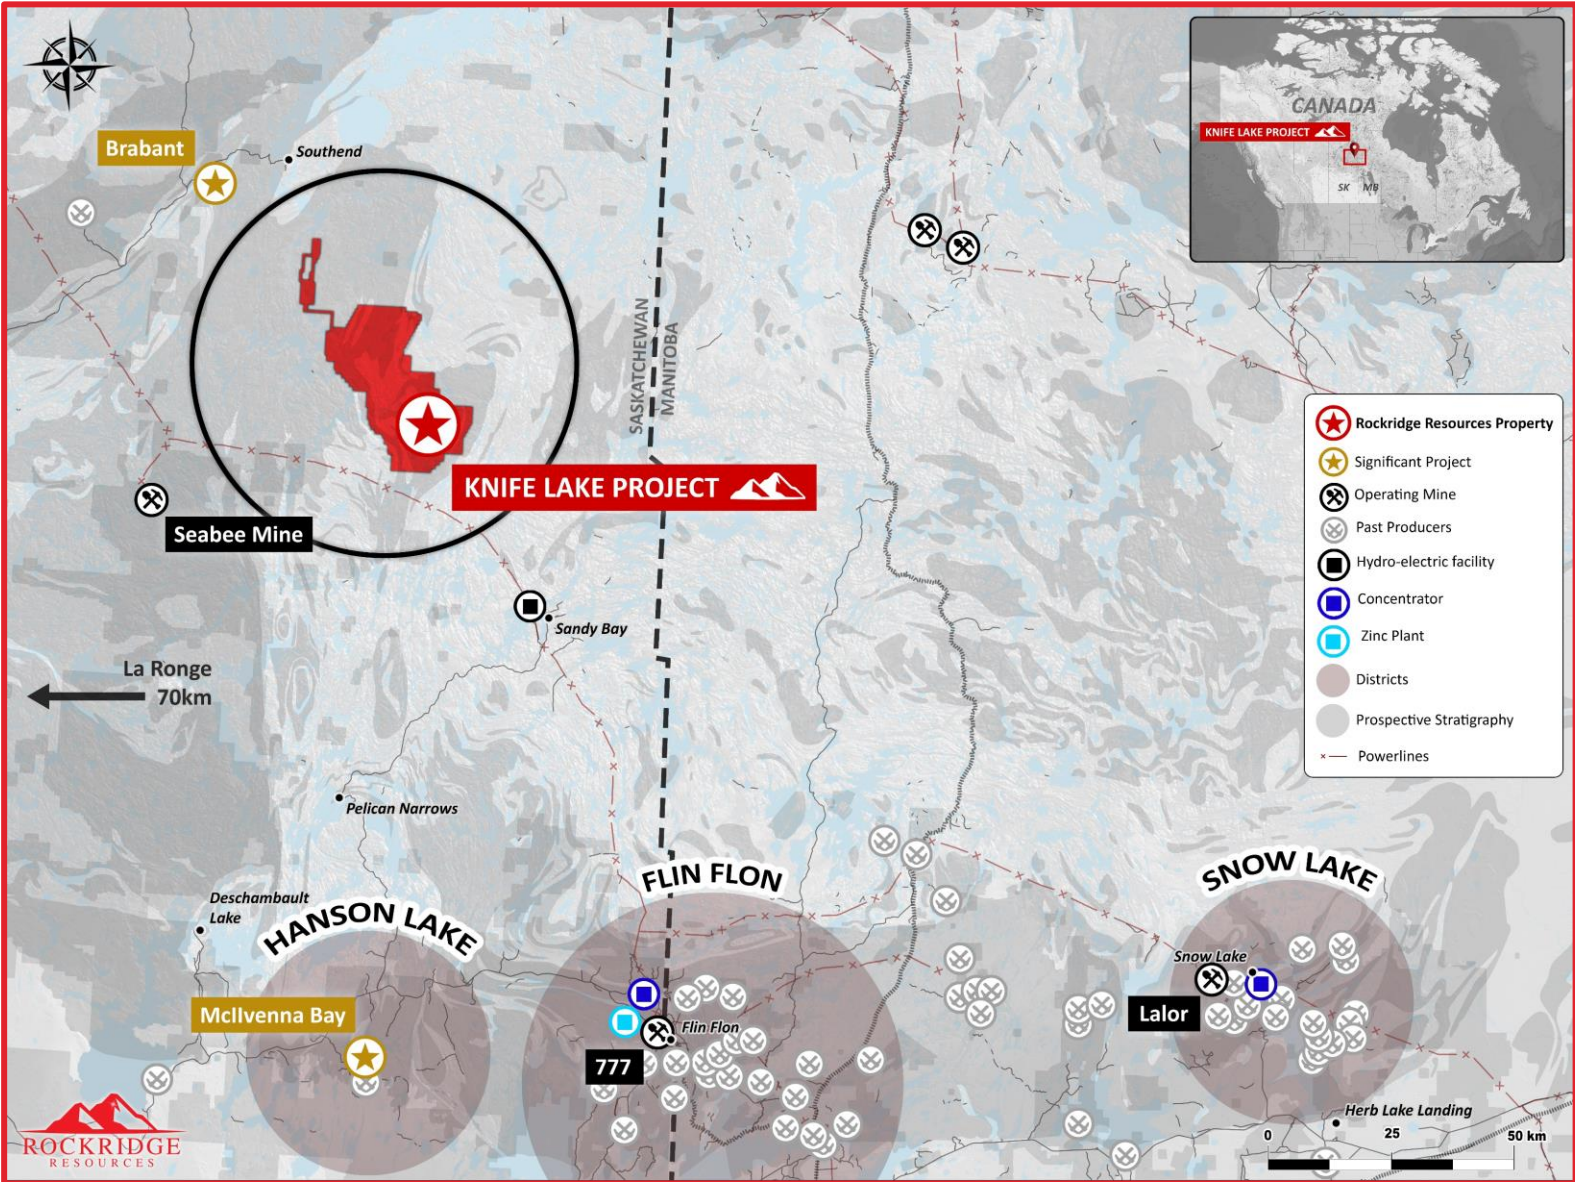 Brabant
Southend
CANADA
KNIFE LAKE PROJECT
SK MB
SASKATCHEWAN
MANITOBA
KNIFE LAKE PROJECT
Seabee Mine
Sandy Bay
La Ronge
70km
Pelican Narrows
Rockridge Resources Property
Significant Project
Operating Mine
Past Producers
Hydro-electric facility
Concentrator
Zinc Plant
Districts
Prospective Stratigraphy
Powerlines
Deschambault
Lake
HANSON LAKE
FLIN FLON
SNOW LAKE
McIlvenna Bay
Flin Flon
777
Snow Lake
Lalor
Herb Lake Landing
0 25 50 km
ROCKRIDGE
RESOURCES